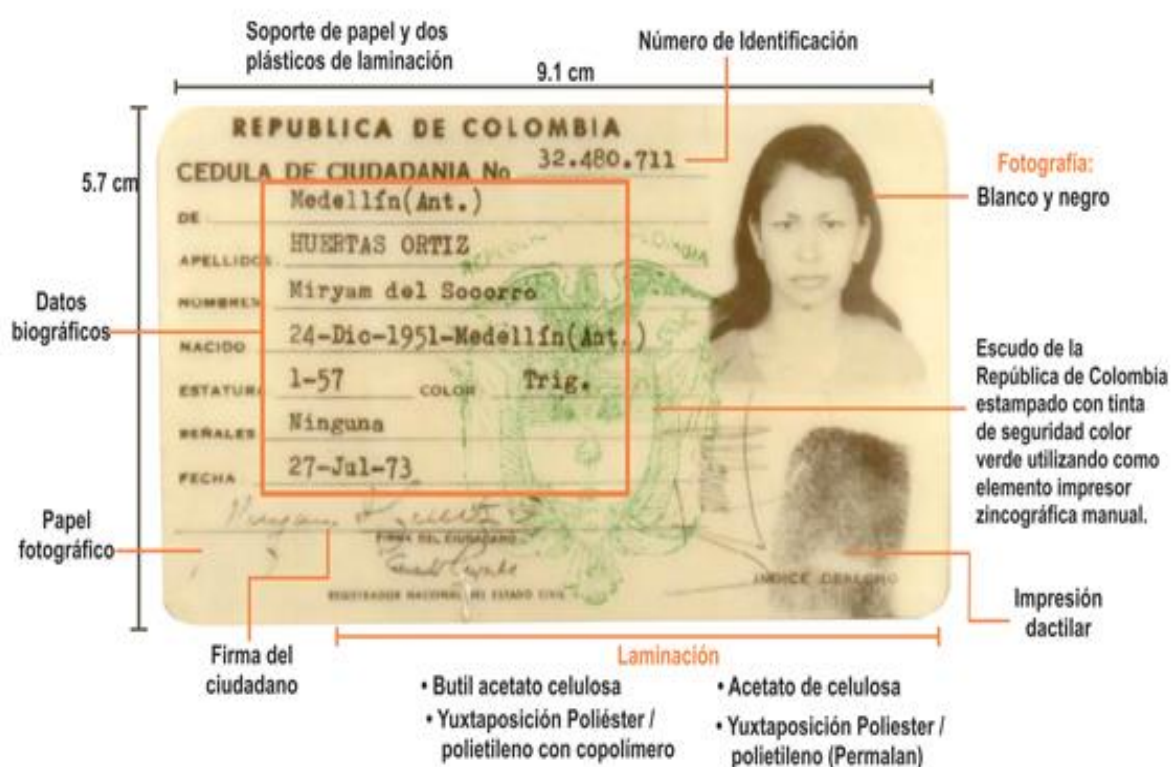 Soporte de papel y dos
plásticos de laminación
Número de Identificación
9.1 cm
5.7 cm
REPUBLICA DE COLOMBIA
CEDULA DE CIUDADANIA No 32.480.711
DE Medellín(Ant.)
APELLIDOS HUERTAS ORTIZ
NOMBRES Miryam del Socorro
NACIDO 24-Dic-1951-Medellín(Ant.)
ESTATURA 1-57 COLOR Trig.
SEÑALES Ninguna
FECHA 27-Jul-73
FIRMA DEL CIUDADANO
REGISTRADOR NACIONAL DEL ESTADO CIVIL
INDICE DERECHO
REPUBLICA COLOMBIA
Fotografía:
Blanco y negro
Datos
biográficos
Escudo de la
República de Colombia
estampado con tinta
de seguridad color
verde utilizando como
elemento impresor
zincográfica manual.
Papel
fotográfico
Impresión
dactilar
Firma del
ciudadano
Laminación
• Butil acetato celulosa
• Yuxtaposición Poliéster /
polietileno con copolímero
• Acetato de celulosa
• Yuxtaposición Poliester /
polietileno (Permalan)